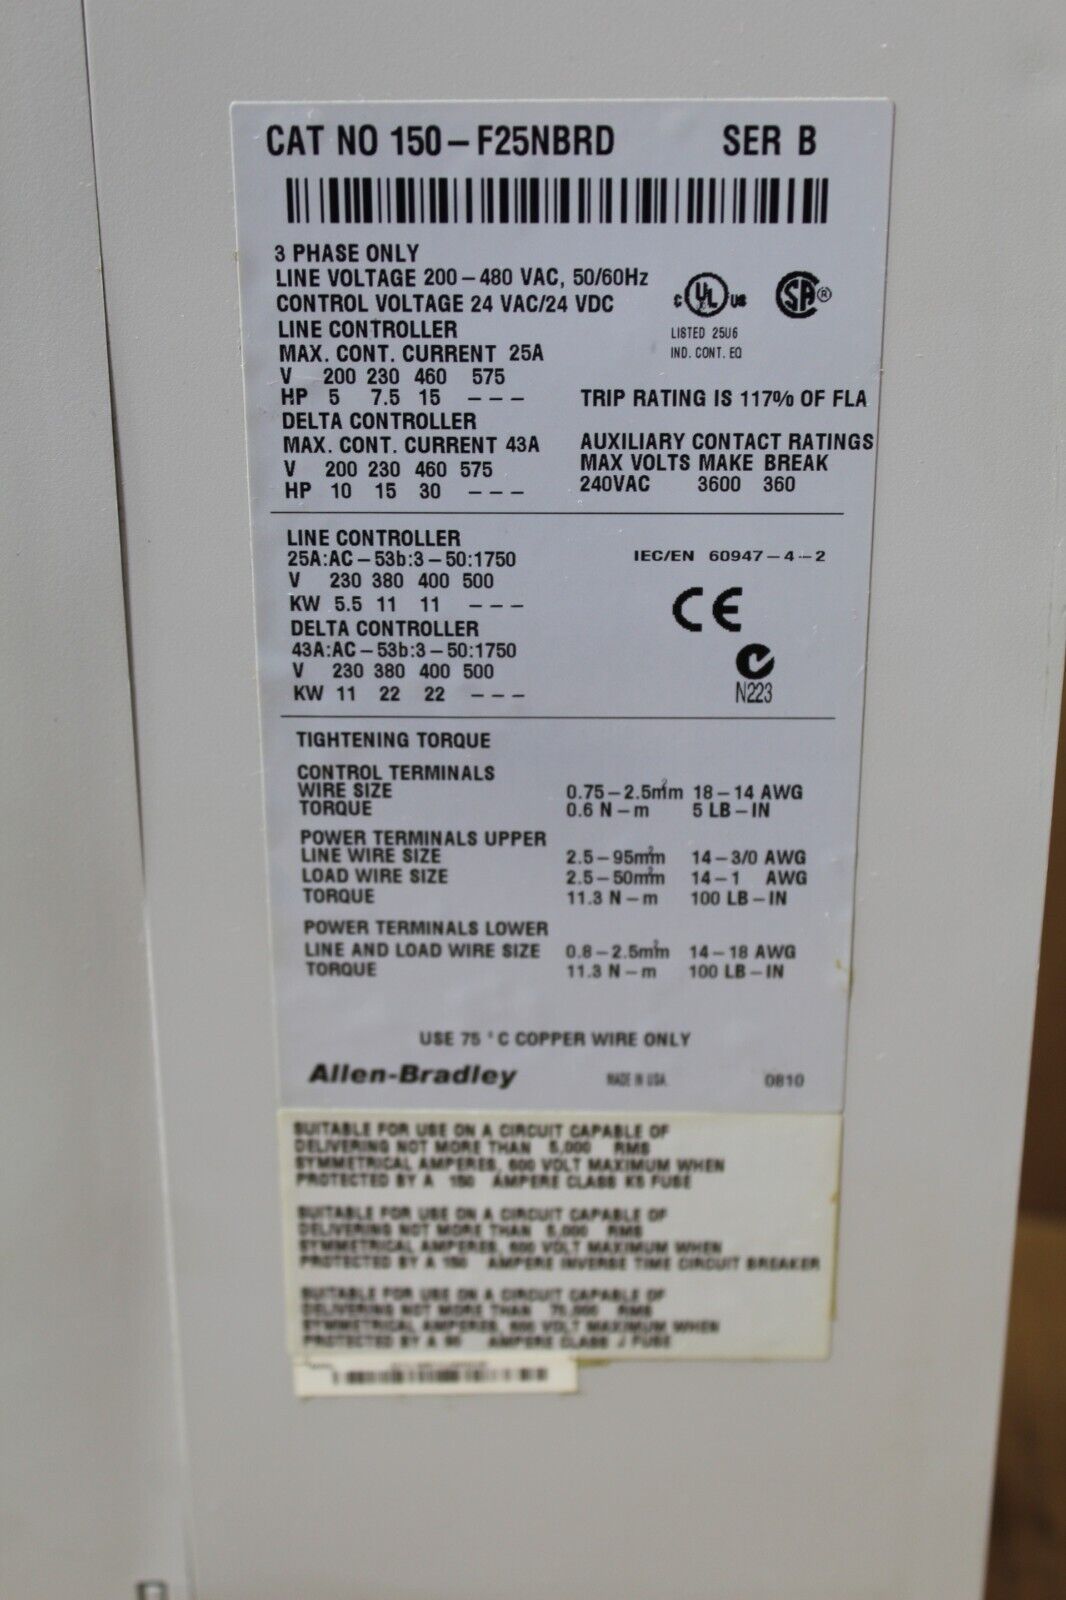 CAT NO 150-F25NBRD SER B
3 PHASE ONLY
LINE VOLTAGE 200-480 VAC, 50/60Hz
CONTROL VOLTAGE 24 VAC/24 VDC
LINE CONTROLLER
MAX. CONT. CURRENT 25A
V 200 230 460 575
HP 5 7.5 15 ---
DELTA CONTROLLER
MAX. CONT. CURRENT 43A
V 200 230 460 575
HP 10 15 30 ---
C UL US
LISTED 25U6
IND. CONT. EQ
SA ®
TRIP RATING IS 117% OF FLA
AUXILIARY CONTACT RATINGS
MAX VOLTS MAKE BREAK
240VAC 3600 360
LINE CONTROLLER
25A:AC-53b:3-50:1750
V 230 380 400 500
KW 5.5 11 11 ---
DELTA CONTROLLER
43A:AC-53b:3-50:1750
V 230 380 400 500
KW 11 22 22 ---
IEC/EN 60947-4-2
CE
N223
TIGHTENING TORQUE
CONTROL TERMINALS
WIRE SIZE 0.75-2.5mm² 18-14 AWG
TORQUE 0.6 N-m 5 LB-IN
POWER TERMINALS UPPER
LINE WIRE SIZE 2.5-95mm² 14-3/0 AWG
LOAD WIRE SIZE 2.5-50mm² 14-1 AWG
TORQUE 11.3 N-m 100 LB-IN
POWER TERMINALS LOWER
LINE AND LOAD WIRE SIZE 0.8-2.5mm² 14-18 AWG
TORQUE 11.3 N-m 100 LB-IN
USE 75 °C COPPER WIRE ONLY
Allen-Bradley MADE IN USA. 0810
SUITABLE FOR USE ON A CIRCUIT CAPABLE OF
DELIVERING NOT MORE THAN 5,000 RMS
SYMMETRICAL AMPERES, 600 VOLT MAXIMUM WHEN
PROTECTED BY A 150 AMPERE CLASS K5 FUSE
SUITABLE FOR USE ON A CIRCUIT CAPABLE OF
DELIVERING NOT MORE THAN 5,000 RMS
SYMMETRICAL AMPERES, 600 VOLT MAXIMUM WHEN
PROTECTED BY A 150 AMPERE INVERSE TIME CIRCUIT BREAKER
SUITABLE FOR USE ON A CIRCUIT CAPABLE OF
DELIVERING NOT MORE THAN 70,000 RMS
SYMMETRICAL AMPERES, 600 VOLT MAXIMUM WHEN
PROTECTED BY A 90 AMPERE CLASS J FUSE